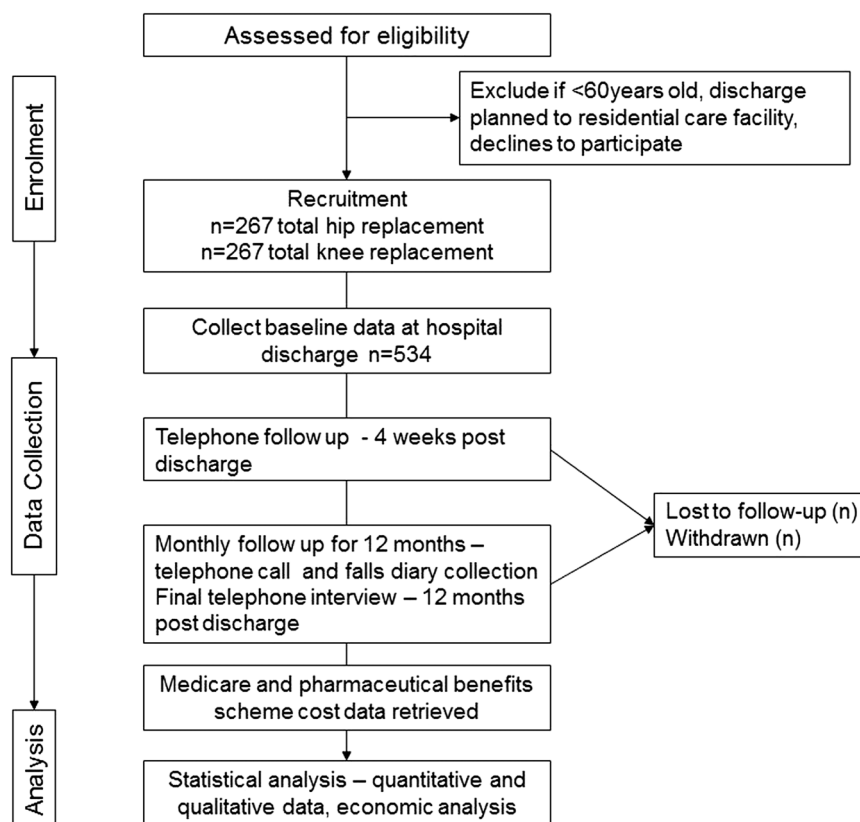 Assessed for eligibility
Exclude if <60years old, discharge
planned to residential care facility,
declines to participate
Enrolment
Recruitment
n=267 total hip replacement
n=267 total knee replacement
Collect baseline data at hospital
discharge n=534
Data Collection
Telephone follow up - 4 weeks post
discharge
Lost to follow-up (n)
Withdrawn (n)
Monthly follow up for 12 months –
telephone call and falls diary collection
Final telephone interview – 12 months
post discharge
Medicare and pharmaceutical benefits
scheme cost data retrieved
Analysis
Statistical analysis – quantitative and
qualitative data, economic analysis